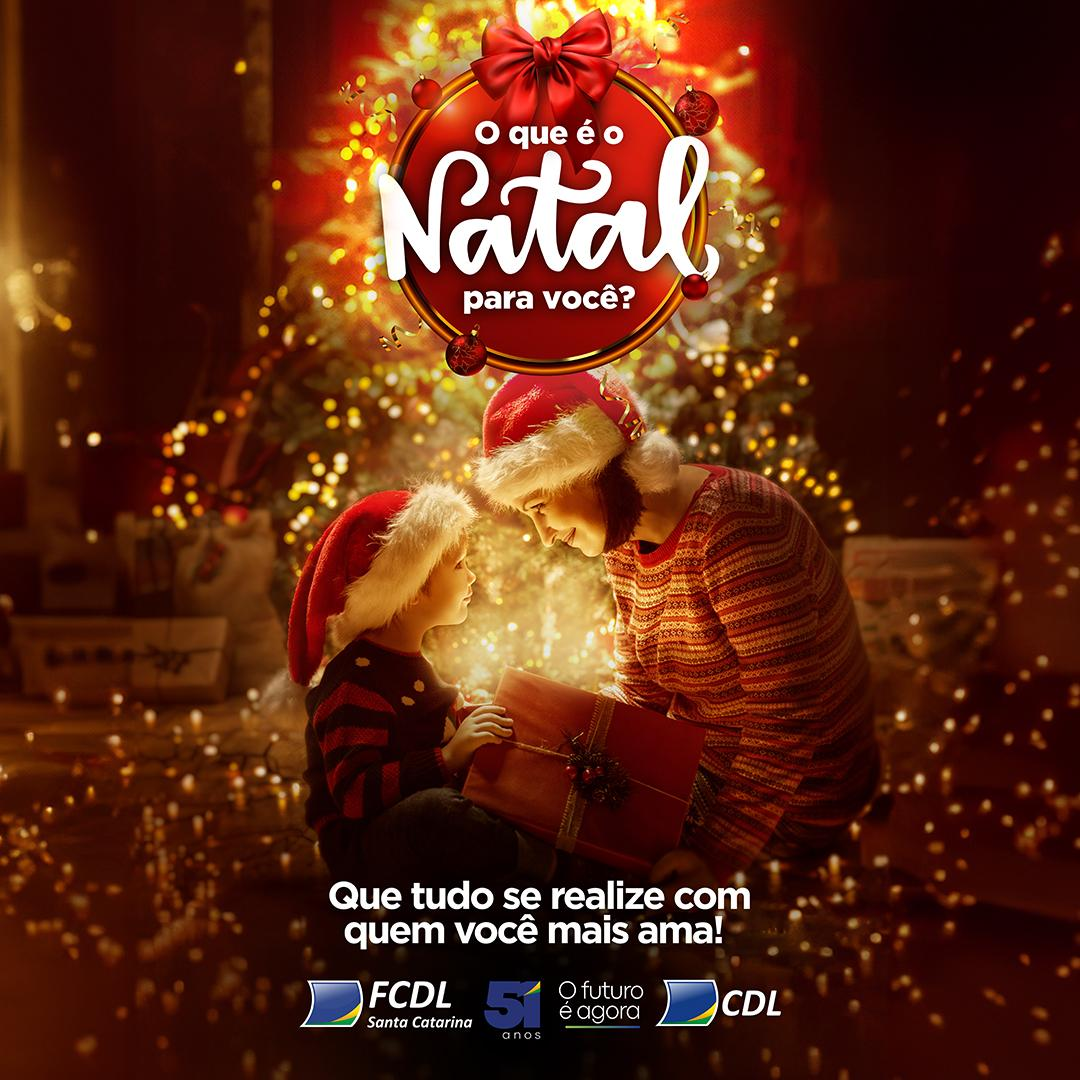 O que é o
Natal
para você?
Que tudo se realize com
quem você mais ama!
FCDL
Santa Catarina
51
anos
O futuro
é agora
CDL